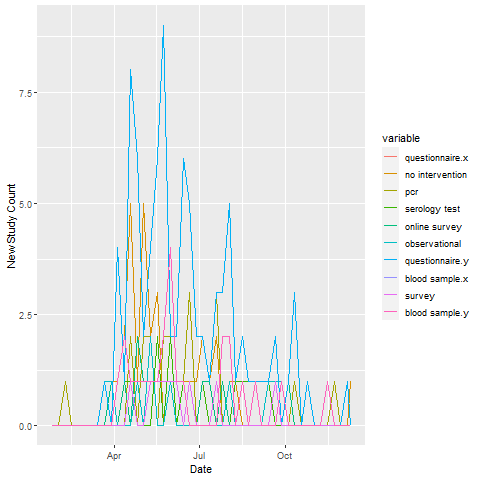 NewStudy Count
7.5
5.0
2.5
0.0
Apr
Jul
Oct
Date
variable
questionnaire.x
no intervention
pcr
serology test
online survey
observational
questionnaire.y
blood sample.x
survey
blood sample.y